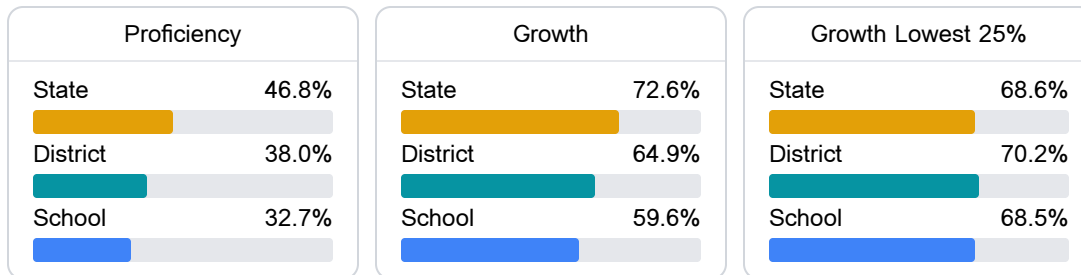 Proficiency
State 46.8%
District 38.0%
School 32.7%
Growth
State 72.6%
District 64.9%
School 59.6%
Growth Lowest 25%
State 68.6%
District 70.2%
School 68.5%